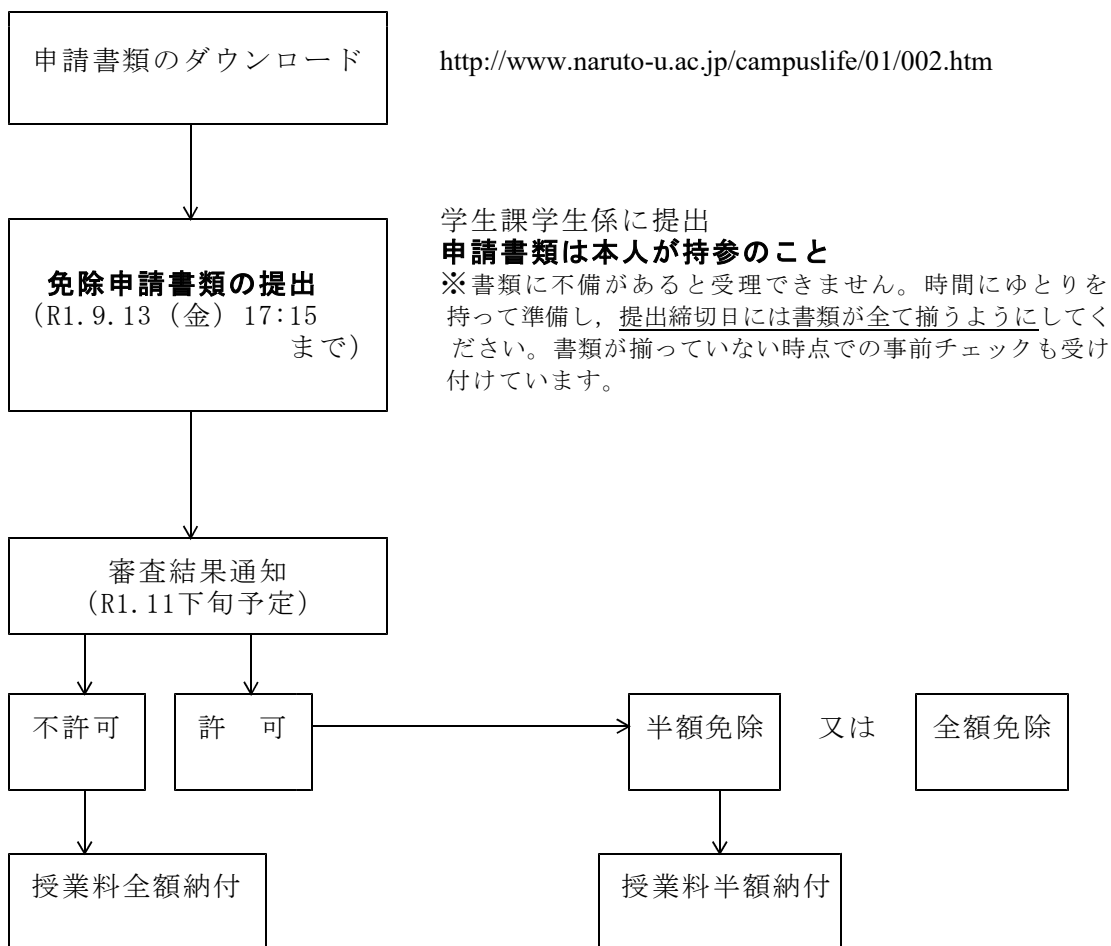 申請書類のダウンロード
http://www.naruto-u.ac.jp/campuslife/01/002.htm
免除申請書類の提出
(R1.9.13（金）17:15
まで)
学生課学生係に提出
申請書類は本人が持参のこと
※書類に不備があると受理できません。時間にゆとりを
持って準備し，提出締切日には書類が全て揃うようにしてく
ださい。書類が揃っていない時点での事前チェックも受け
付けています。
審査結果通知
(R1.11下旬予定)
不許可
許　可
半額免除
又は
全額免除
授業料全額納付
授業料半額納付